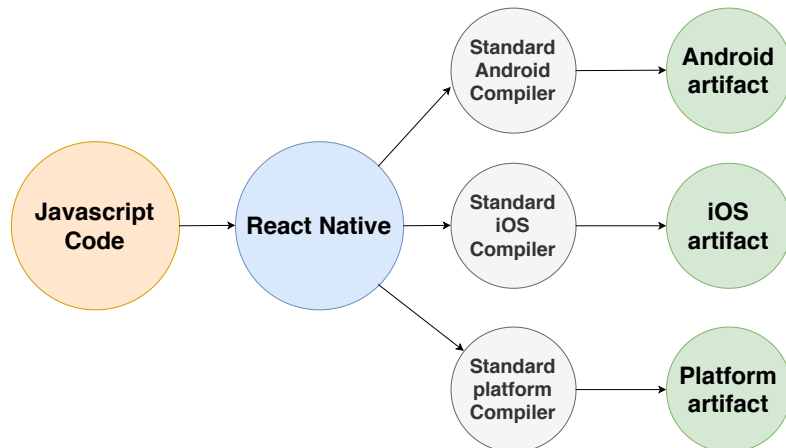 Javascript
Code
React Native
Standard
Android
Compiler
Android
artifact
Standard
iOS
Compiler
iOS
artifact
Standard
platform
Compiler
Platform
artifact